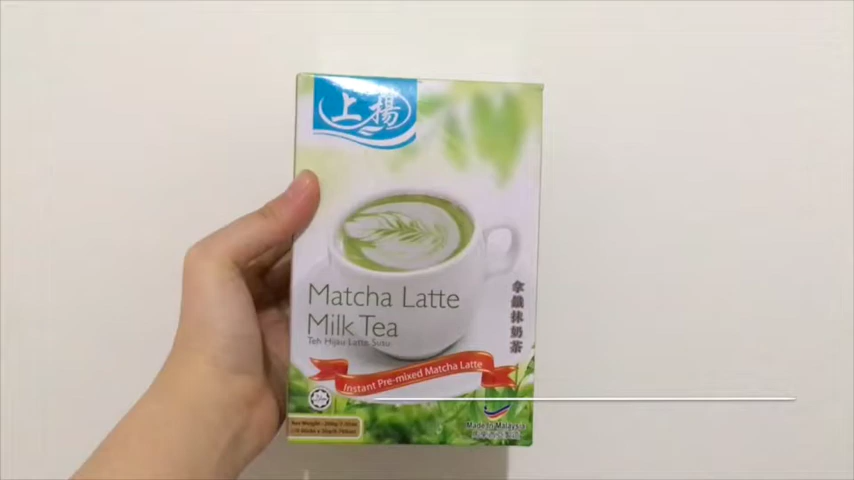 上揚
Matcha Latte
Milk Tea
Teh Hijau Latte Susu
拿鐵抹奶茶
Instant Pre-mixed Matcha Latte
Made in Malaysia